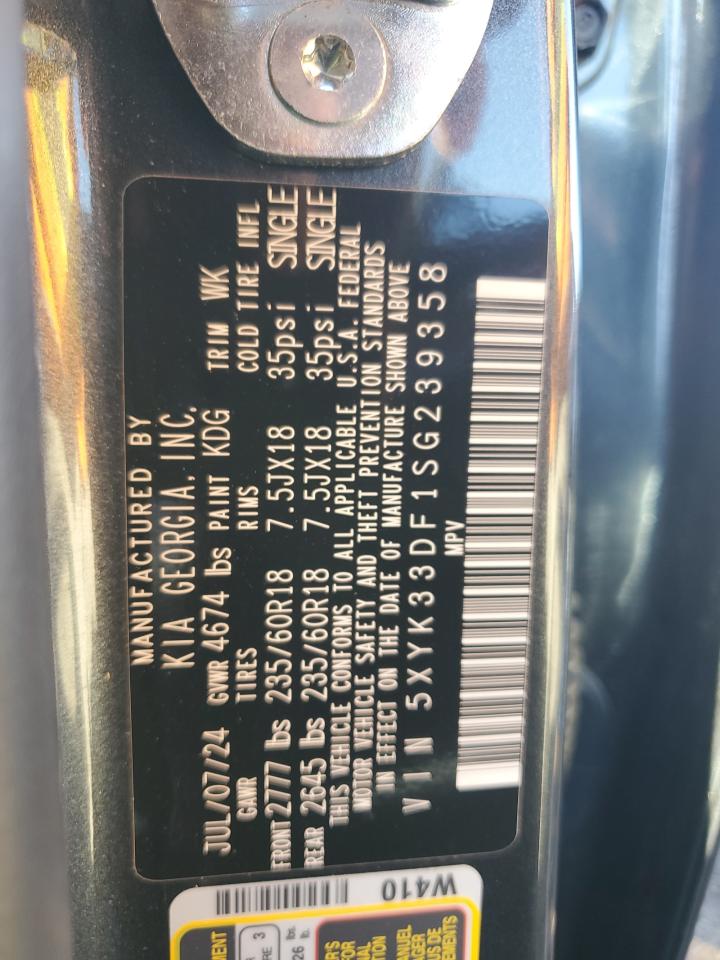 MANUFACTURED BY
KIA GEORGIA, INC.
JUL/07/24 GVWR 4674 lbs PAINT KDG TRIM WK
GAWR TIRES RIMS COLD TIRE INFL
FRONT 2777 lbs 235/60R18 7.5JX18 35psi SINGLE
REAR 2645 lbs 235/60R18 7.5JX18 35psi SINGLE
THIS VEHICLE CONFORMS TO ALL APPLICABLE U.S.A. FEDERAL
MOTOR VEHICLE SAFETY AND THEFT PREVENTION STANDARDS
IN EFFECT ON THE DATE OF MANUFACTURE SHOWN ABOVE
VIN 5XYK33DF1SG239358
MPV
W410
3